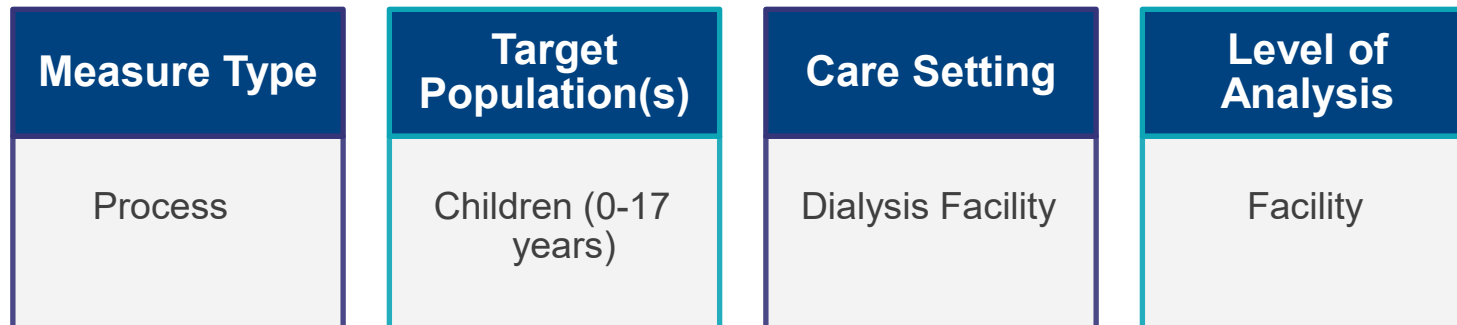 Measure Type
Process
Target
Population(s)
Children (0-17
years)
Care Setting
Dialysis Facility
Level of
Analysis
Facility